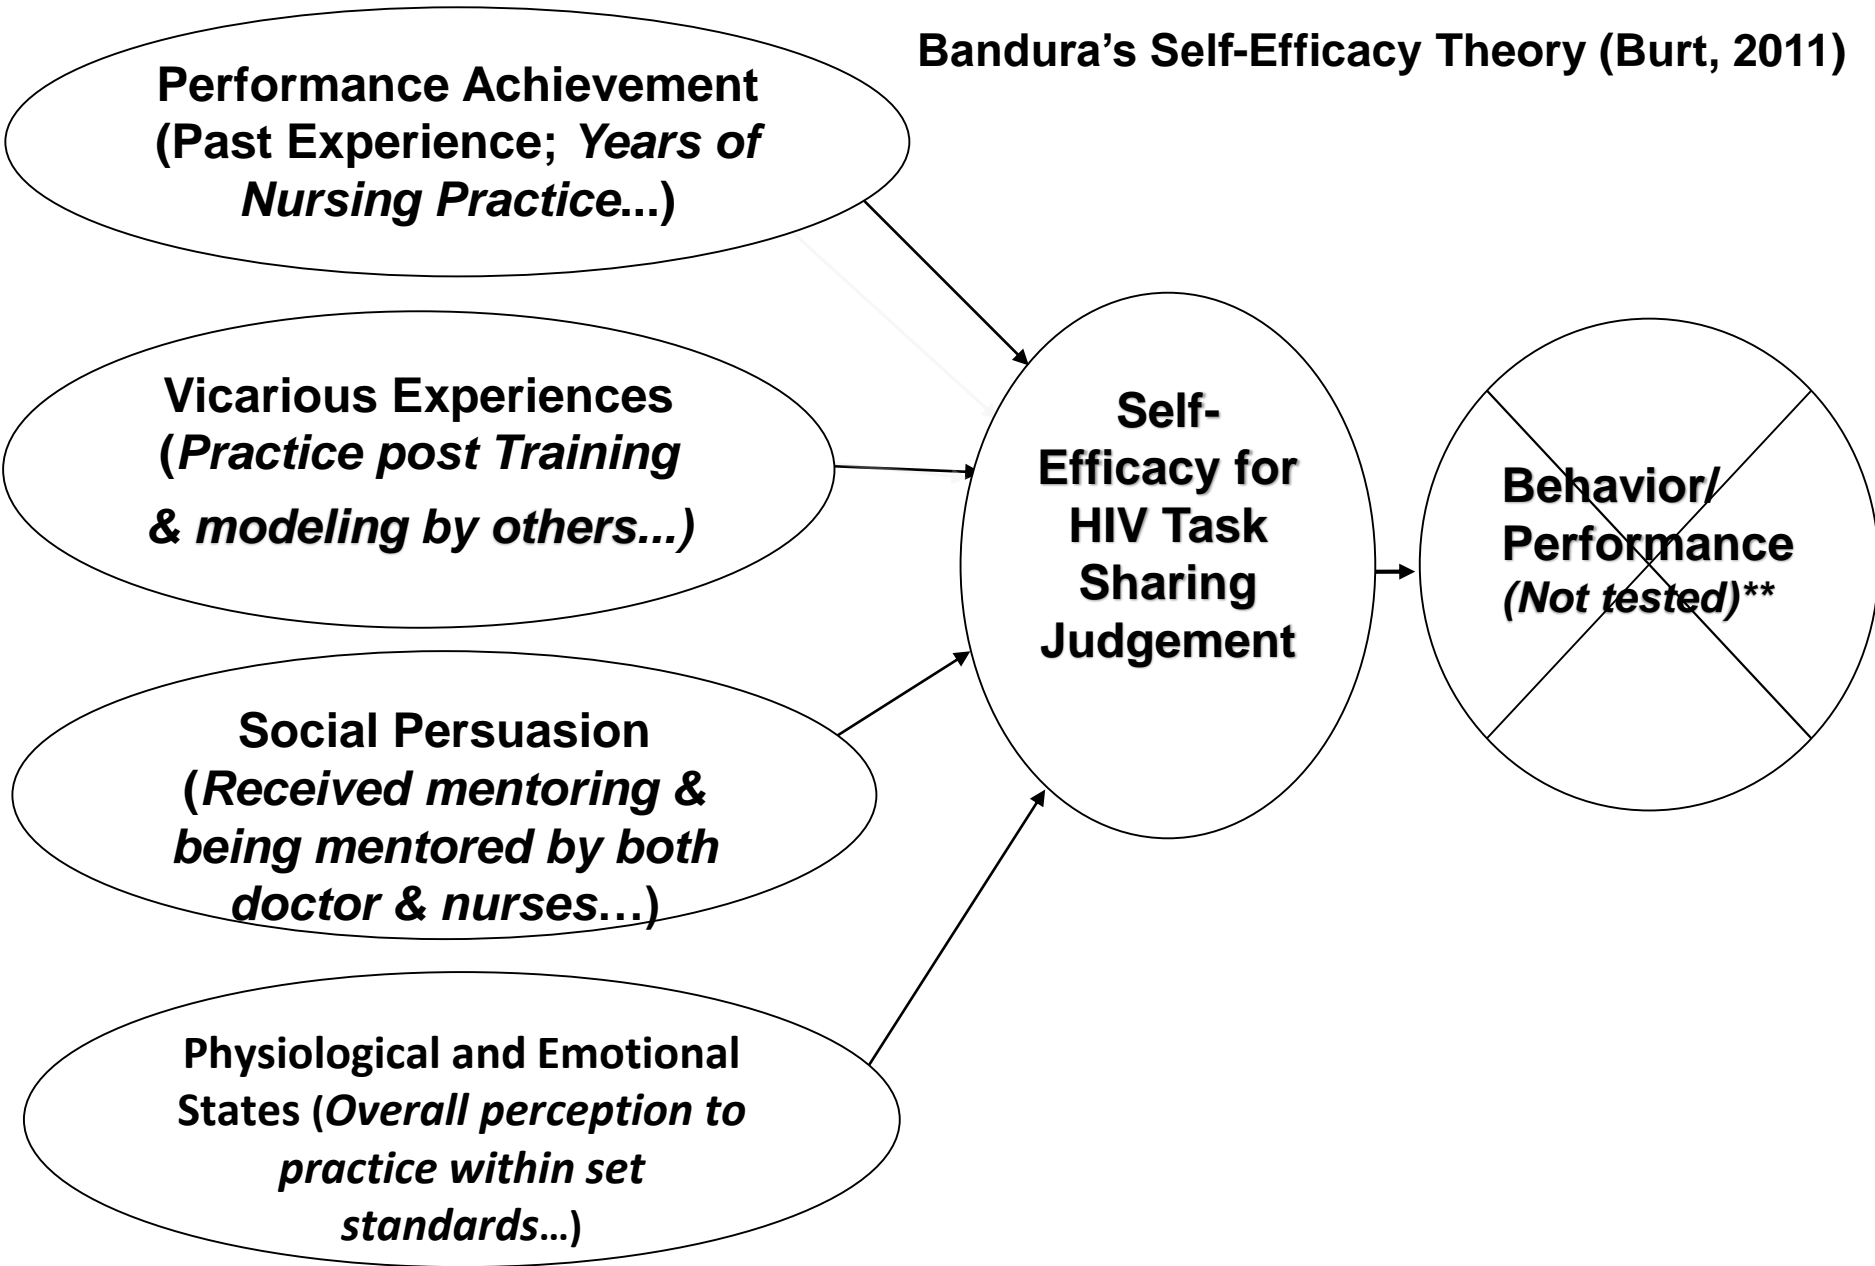 Bandura’s Self-Efficacy Theory (Burt, 2011)
Performance Achievement
(Past Experience; Years of
Nursing Practice...)
Vicarious Experiences
(Practice post Training
& modeling by others...)
Social Persuasion
(Received mentoring &
being mentored by both
doctor & nurses…)
Physiological and Emotional
States (Overall perception to
practice within set
standards…)
Self-
Efficacy for
HIV Task
Sharing
Judgement
Behavior/
Performance
(Not tested)**